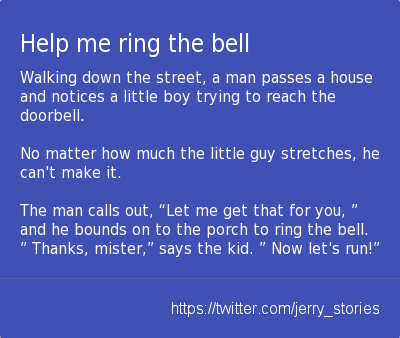 Help me ring the bell
Walking down the street, a man passes a house
and notices a little boy trying to reach the
doorbell.
No matter how much the little guy stretches, he
can't make it.
The man calls out, “Let me get that for you, ”
and he bounds on to the porch to ring the bell.
” Thanks, mister,” says the kid. ” Now let's run!”
https://twitter.com/jerry_stories